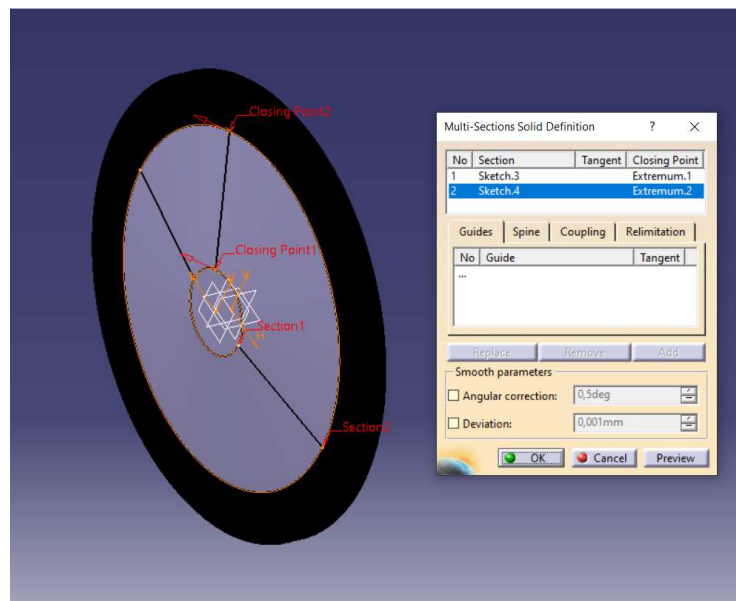 Closing Point2
Closing Point1
Section1
Section2
H
V
Multi-Sections Solid Definition ? ×
No Section Tangent Closing Point
1 Sketch.3 Extremum.1
2 Sketch.4 Extremum.2
Guides Spine Coupling Relimitation
No Guide Tangent
...
Replace Remove Add
Smooth parameters
Angular correction: 0,5deg
Deviation: 0,001mm
OK Cancel Preview